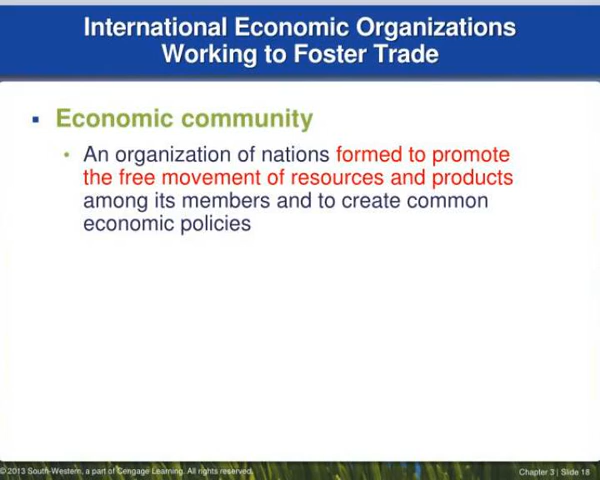 International Economic Organizations
Working to Foster Trade
Economic community
An organization of nations formed to promote
the free movement of resources and products
among its members and to create common
economic policies
© 2013 South-Western, a part of Cengage Learning. All rights reserved.
Chapter 3 | Slide 18